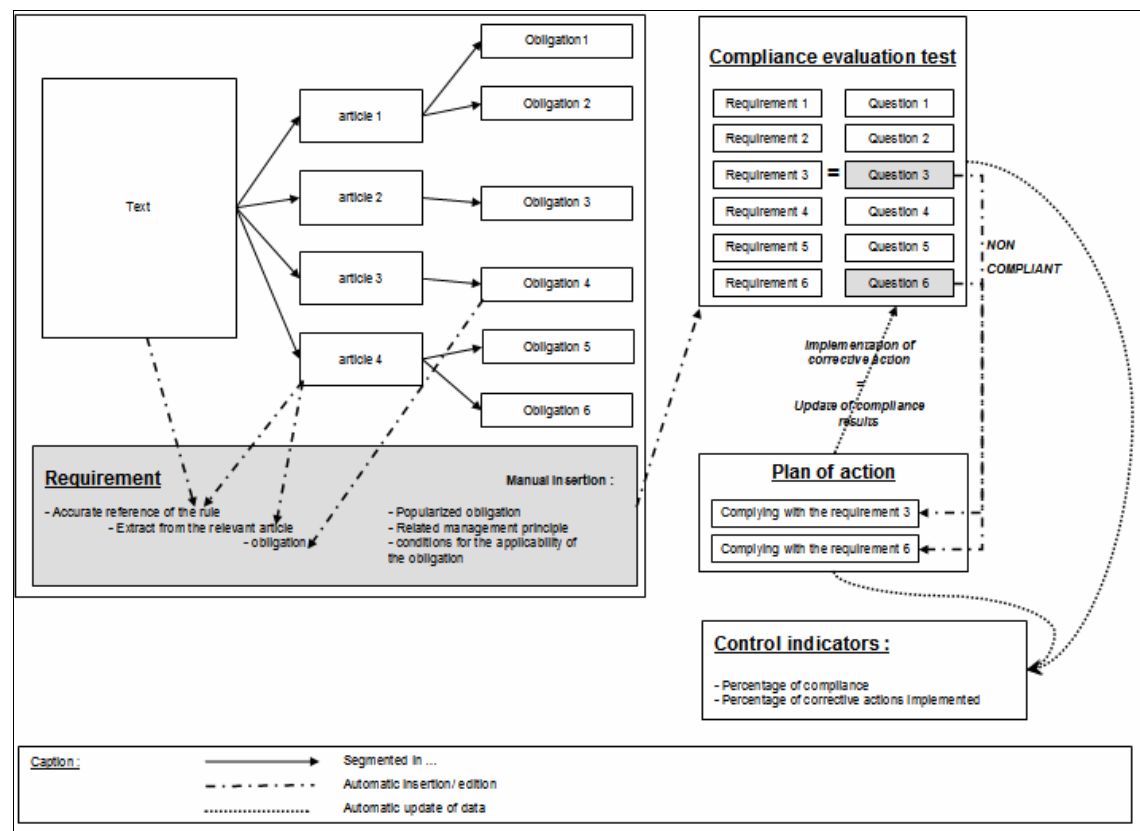 Text
article 1
article 2
article 3
article 4
Obligation 1
Obligation 2
Obligation 3
Obligation 4
Obligation 5
Obligation 6
Requirement
- Accurate reference of the rule
- Extract from the relevant article
- obligation
Manual insertion :
- Popularized obligation
- Related management principle
- conditions for the applicability of
the obligation
Compliance evaluation test
Requirement 1
Question 1
Requirement 2
Question 2
Requirement 3
=
Question 3
Requirement 4
Question 4
Requirement 5
Question 5
Requirement 6
Question 6
NON
COMPLIANT
Implementation of
corrective action
=
Update of compliance
results
Plan of action
Complying with the requirement 3
Complying with the requirement 6
Control indicators :
- Percentage of compliance
- Percentage of corrective actions implemented
Caption :
Segmented in ...
Automatic insertion/ edition
Automatic update of data